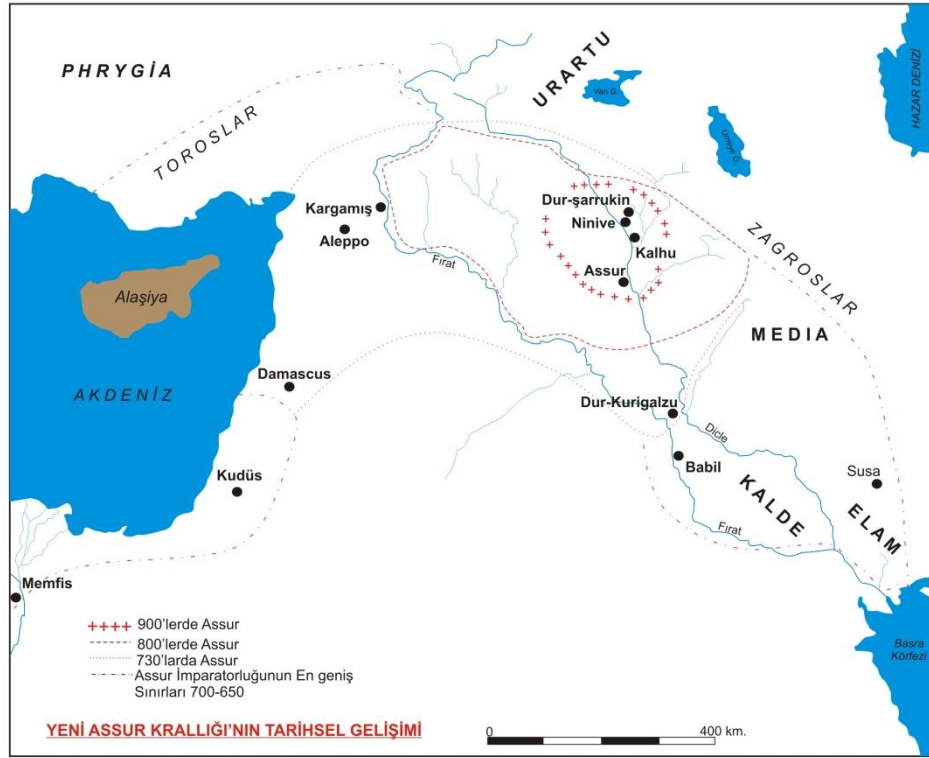 PHRYGİA
URARTU
Van G.
Urmiye G.
HAZAR DENİZİ
TOROSLAR
Kargamış
Aleppo
Fırat
Dur-şarrukin
Ninive
Kalhu
Assur
ZAGROSLAR
MEDIA
Alaşiya
AKDENİZ
Damascus
Kudüs
Memfis
Dur-Kurigalzu
Dicle
Babil
KALDE
Fırat
Susa
ELAM
Basra
Körfezi
900'lerde Assur
800'lerde Assur
730'larda Assur
Assur İmparatorluğunun En geniş
Sınırları 700-650
YENİ ASSUR KRALLIĞI'NIN TARİHSEL GELİŞİMİ
0 400 km.